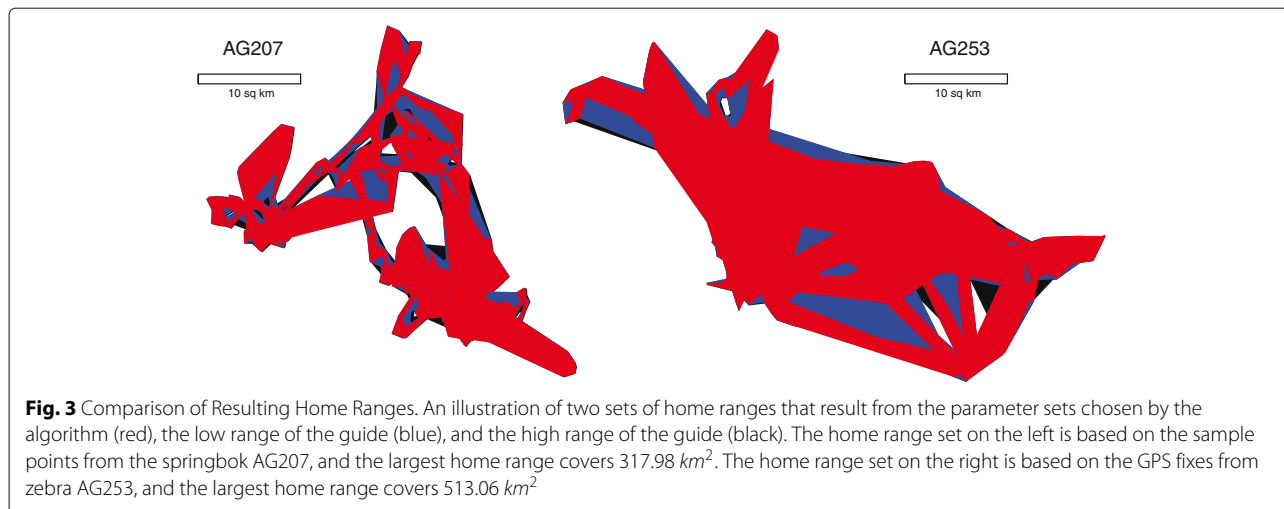 AG207
10 sq km
AG253
10 sq km
Fig. 3 Comparison of Resulting Home Ranges. An illustration of two sets of home ranges that result from the parameter sets chosen by the
algorithm (red), the low range of the guide (blue), and the high range of the guide (black). The home range set on the left is based on the sample
points from the springbok AG207, and the largest home range covers 317.98 km². The home range set on the right is based on the GPS fixes from
zebra AG253, and the largest home range covers 513.06 km²